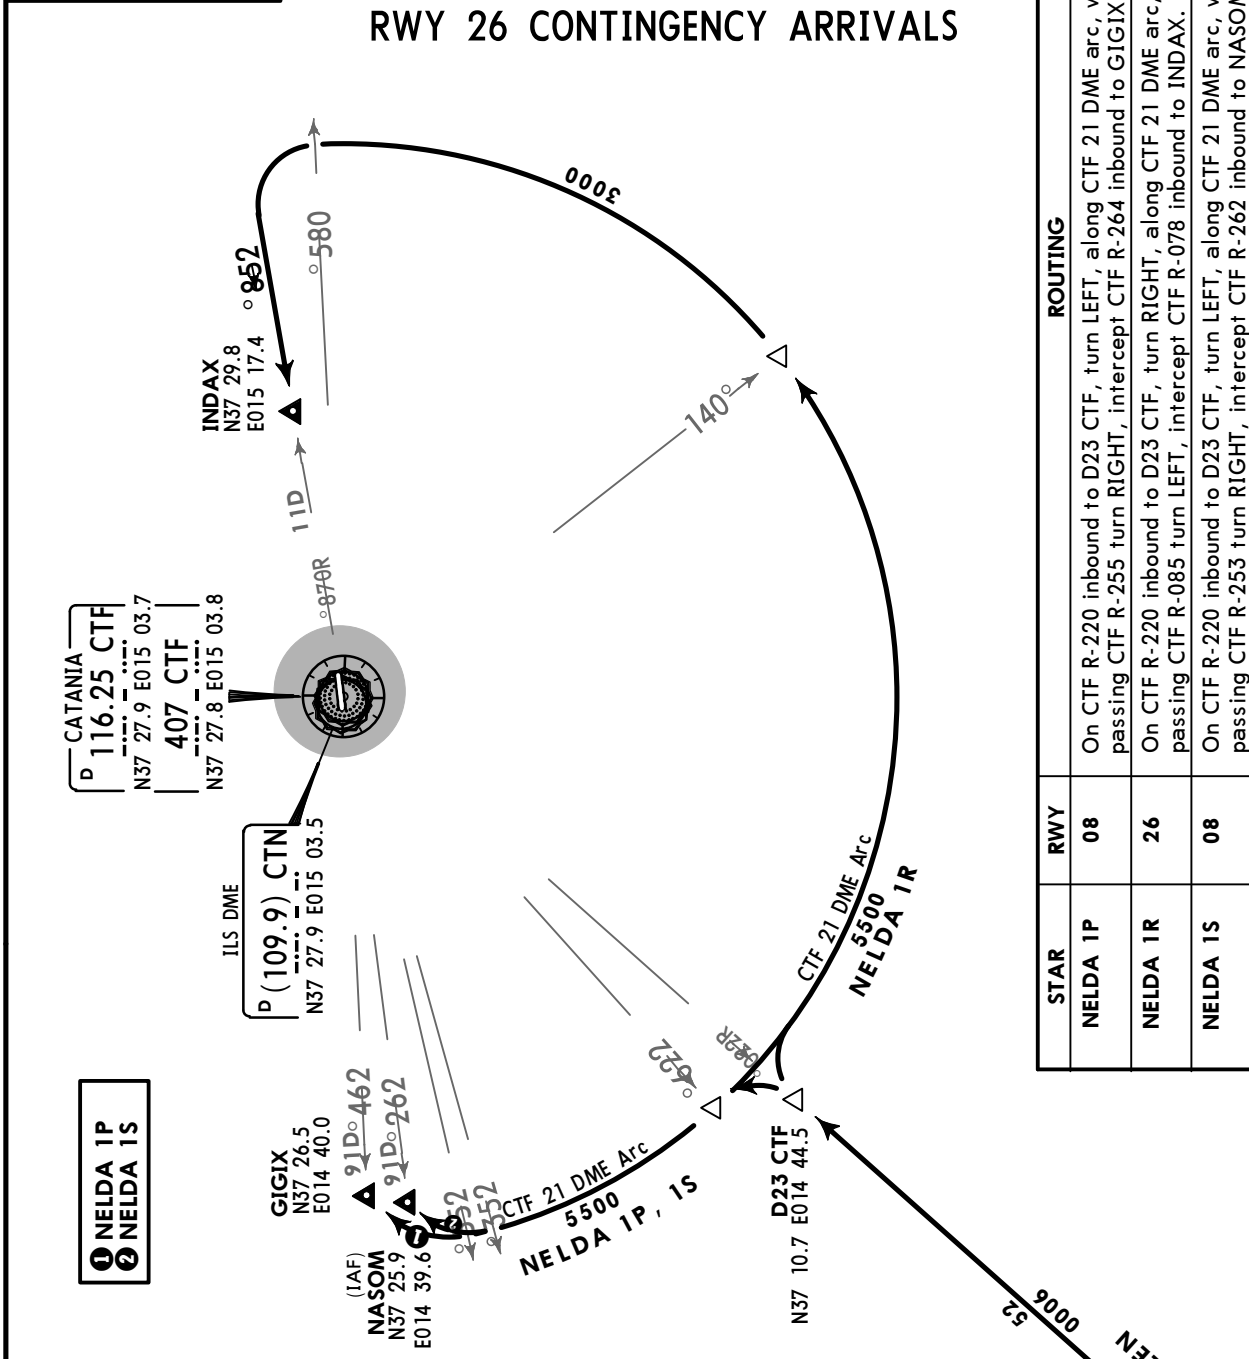 RWY 26 CONTINGENCY ARRIVALS
3000
INDAX
N37 29.8
E015 17.4
11D
140°
CATANIA
D 116.25 CTF
N37 27.9 E015 03.7
407 CTF
N37 27.8 E015 03.8
ILS DME
D (109.9) CTN
N37 27.9 E015 03.5
CTF 21 DME Arc
5500
NELDA 1R
CTF 21 DME Arc
5500
NELDA 1P, 1S
D23 CTF
N37 10.7 E014 44.5
GIGIX
N37 26.5
E014 40.0
(IAF)
NASOM
N37 25.9
E014 39.6
1
2
1 NELDA 1P
2 NELDA 1S
STAR RWY ROUTING
NELDA 1P 08 On CTF R-220 inbound to D23 CTF, turn LEFT, along CTF 21 DME arc,
passing CTF R-255 turn RIGHT, intercept CTF R-264 inbound to GIGIX
NELDA 1R 26 On CTF R-220 inbound to D23 CTF, turn RIGHT, along CTF 21 DME arc,
passing CTF R-085 turn LEFT, intercept CTF R-078 inbound to INDAX.
NELDA 1S 08 On CTF R-220 inbound to D23 CTF, turn LEFT, along CTF 21 DME arc,
passing CTF R-253 turn RIGHT, intercept CTF R-262 inbound to NASOM